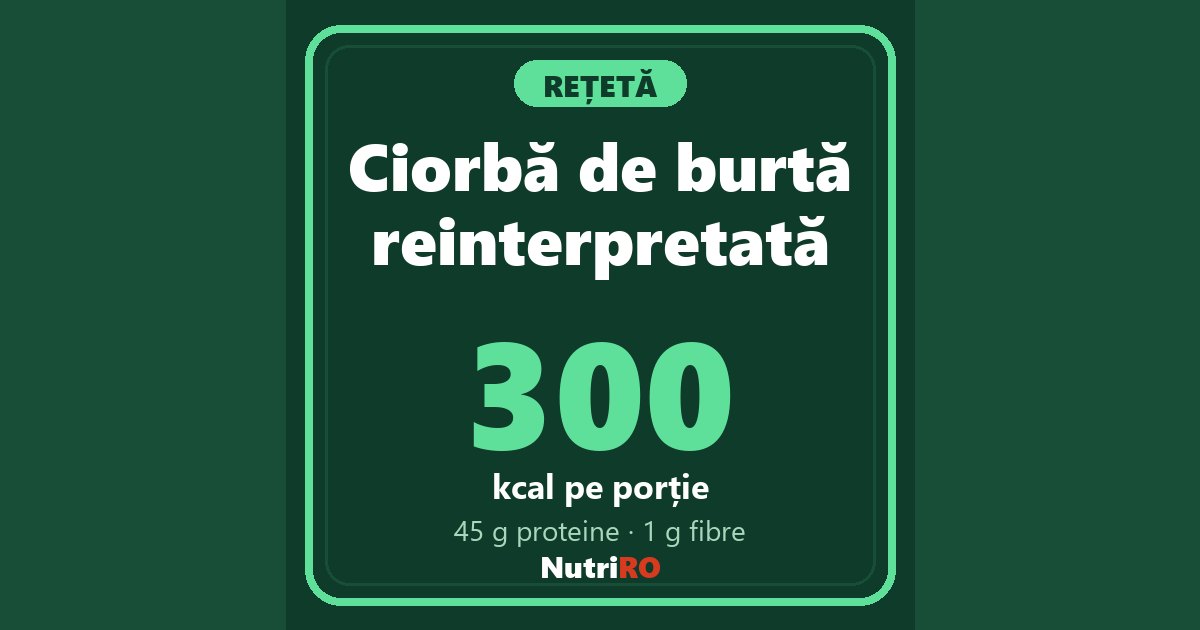 REȚETĂ
Ciorbă de burtă
reinterpretată
300
kcal pe porție
45 g proteine · 1 g fibre
NutriRO